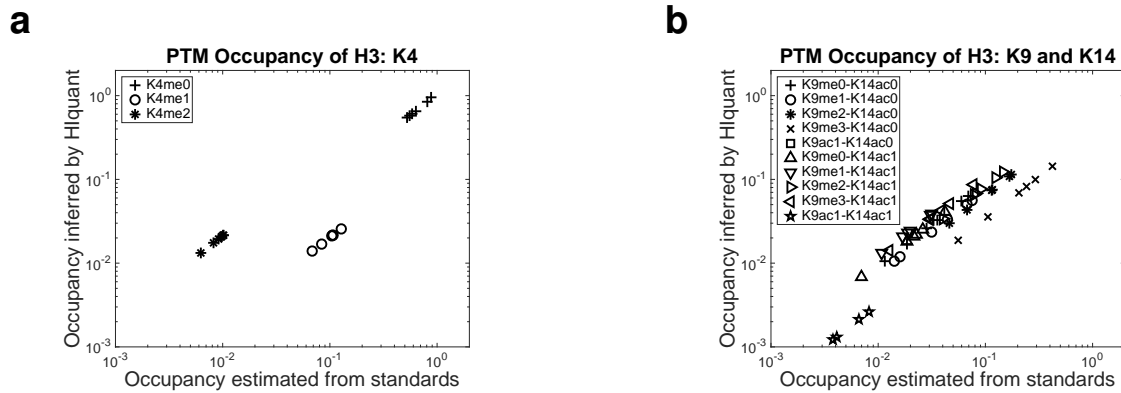 a
PTM Occupancy of H3: K4
Occupancy inferred by HIquant
10^0
10^-1
10^-2
10^-3
K4me0
K4me1
K4me2
10^-3 10^-2 10^-1 10^0
Occupancy estimated from standards
b
PTM Occupancy of H3: K9 and K14
Occupancy inferred by HIquant
10^0
10^-1
10^-2
10^-3
K9me0-K14ac0
K9me1-K14ac0
K9me2-K14ac0
K9me3-K14ac0
K9ac1-K14ac0
K9me0-K14ac1
K9me1-K14ac1
K9me2-K14ac1
K9me3-K14ac1
K9ac1-K14ac1
10^-3 10^-2 10^-1 10^0
Occupancy estimated from standards